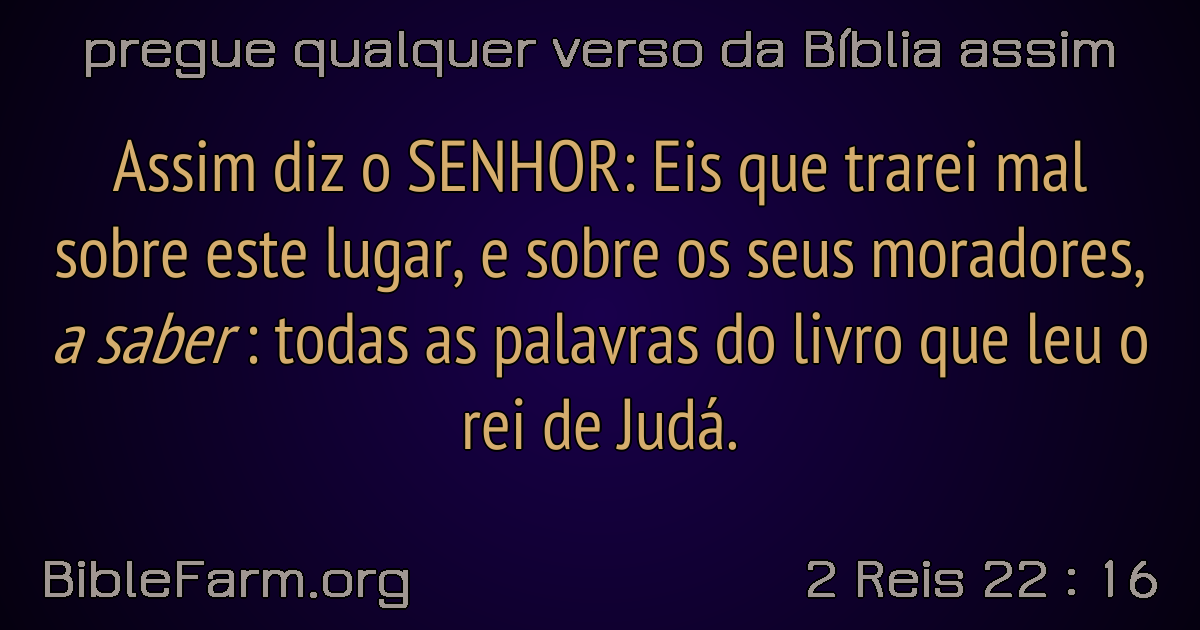 pregue qualquer verso da Bíblia assim
Assim diz o SENHOR: Eis que trarei mal
sobre este lugar, e sobre os seus moradores,
a saber : todas as palavras do livro que leu o
rei de Judá.
BibleFarm.org
2 Reis 22 : 16